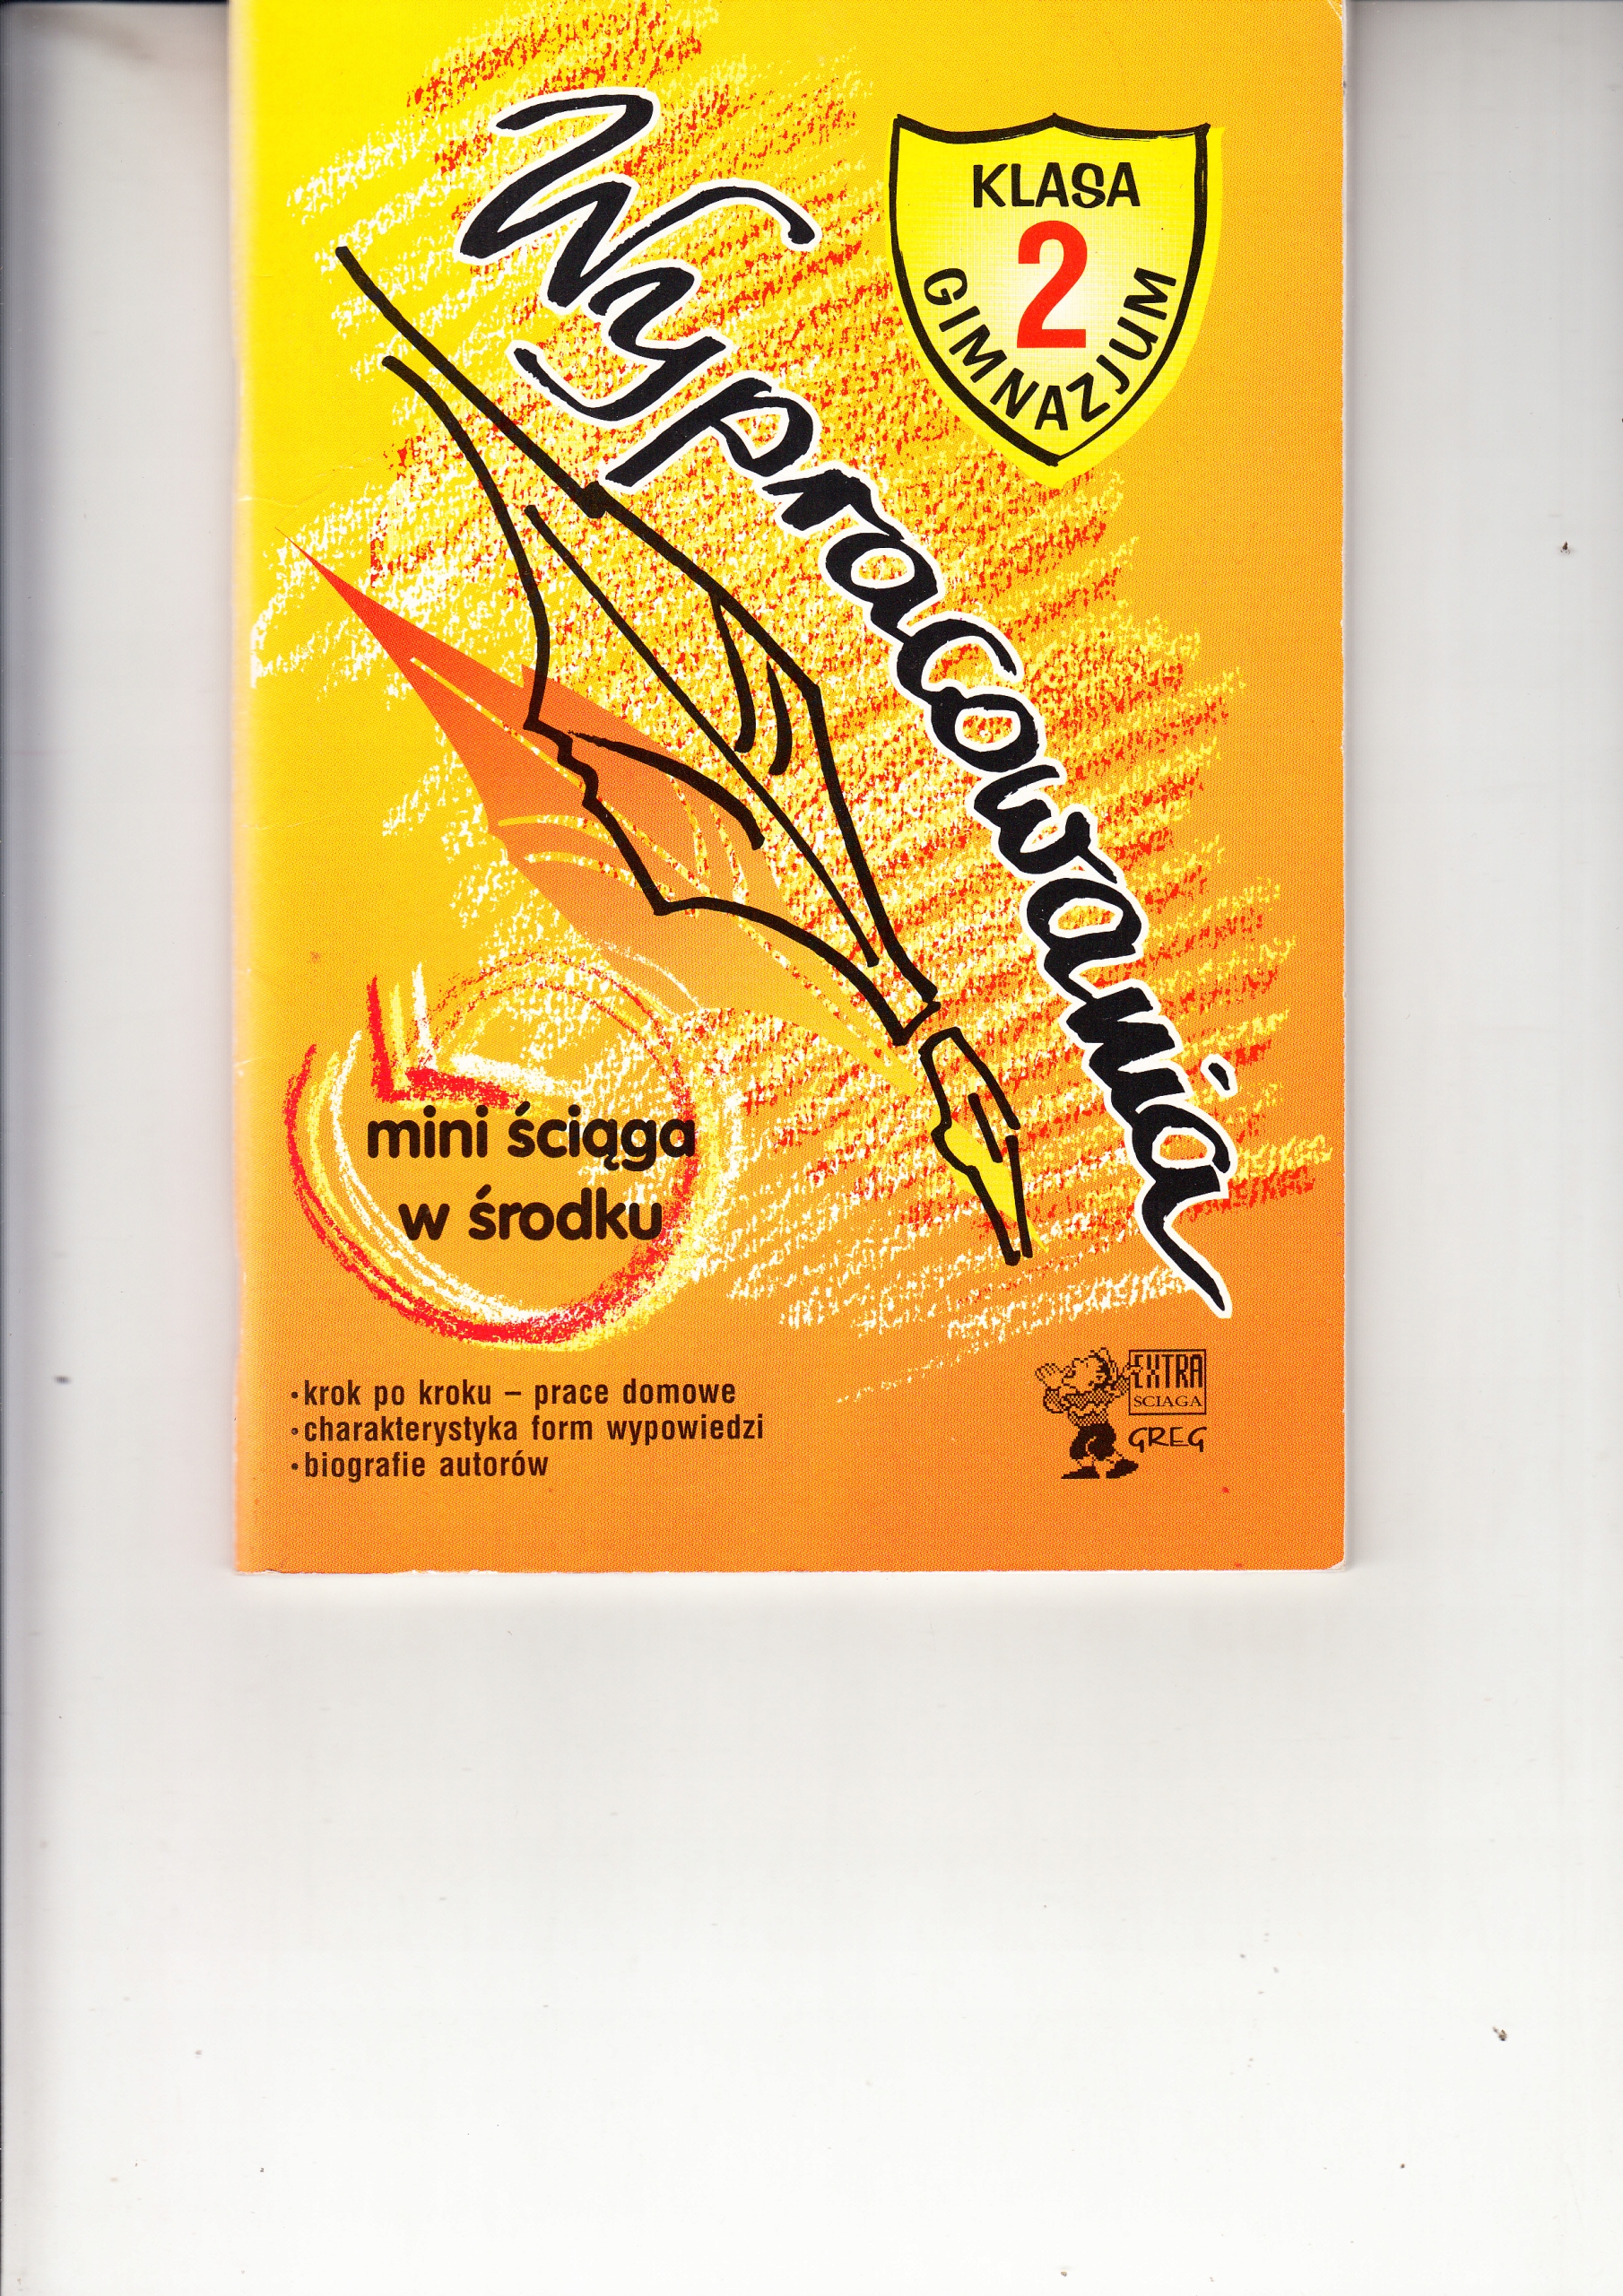 Wypracowania
KLASA
2
GIMNAZJUM
mini ściąga
w środku
•krok po kroku – prace domowe
•charakterystyka form wypowiedzi
•biografie autorów
EXTRA
SCIAGA
GREG